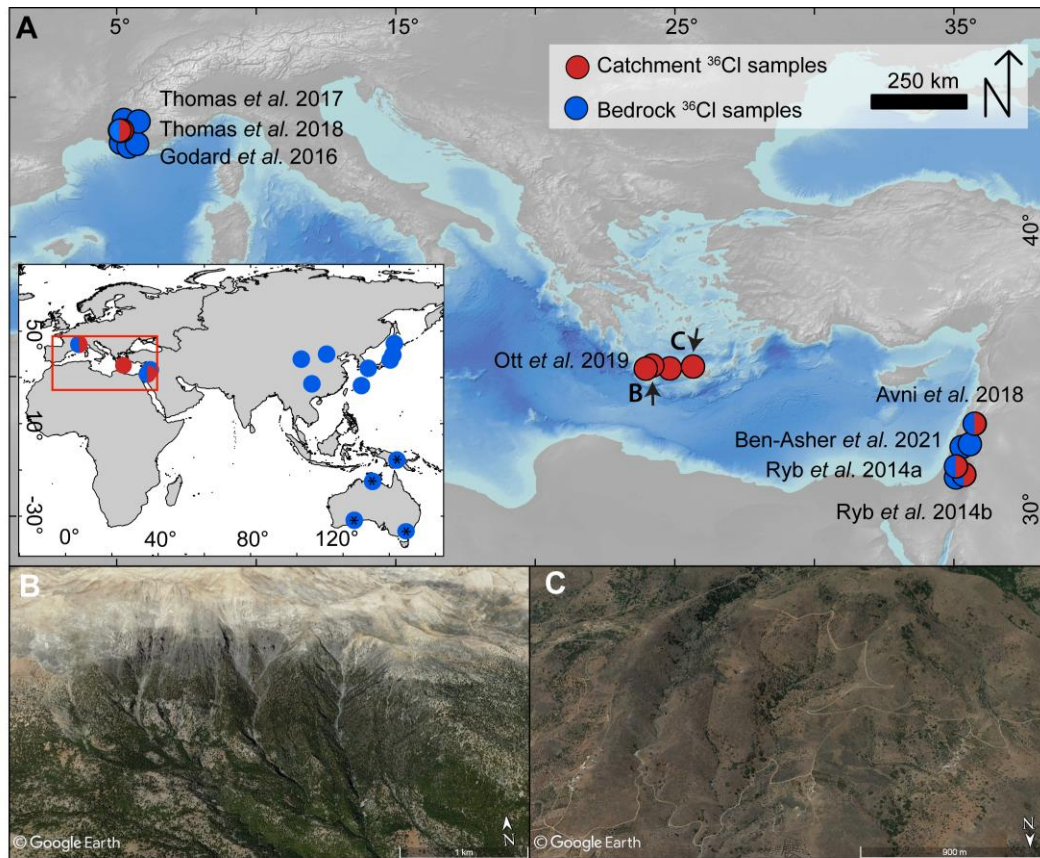 A
5°
15°
25°
35°
Catchment ³⁶Cl samples
Bedrock ³⁶Cl samples
250 km
N
Thomas et al. 2017
Thomas et al. 2018
Godard et al. 2016
40°
50°
10°
-30°
0°
40°
80°
120°
Ott et al. 2019
C
B
Avni et al. 2018
Ben-Asher et al. 2021
Ryb et al. 2014a
Ryb et al. 2014b
30°
B
© Google Earth
1 km
N
C
© Google Earth
900 m
N